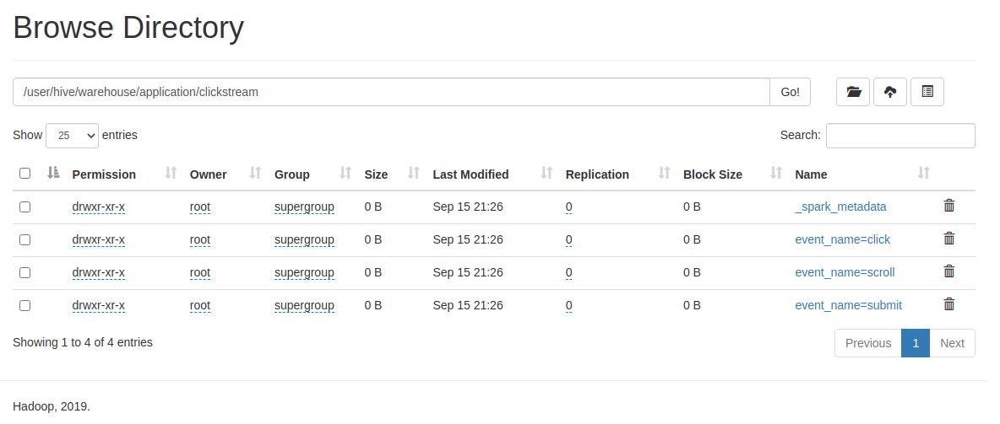 Browse Directory
/user/hive/warehouse/application/clickstream Go!
Show 25 entries Search:
Permission Owner Group Size Last Modified Replication Block Size Name
drwxr-xr-x root supergroup 0 B Sep 15 21:26 0 0 B _spark_metadata
drwxr-xr-x root supergroup 0 B Sep 15 21:26 0 0 B event_name=click
drwxr-xr-x root supergroup 0 B Sep 15 21:26 0 0 B event_name=scroll
drwxr-xr-x root supergroup 0 B Sep 15 21:26 0 0 B event_name=submit
Showing 1 to 4 of 4 entries Previous 1 Next
Hadoop, 2019.